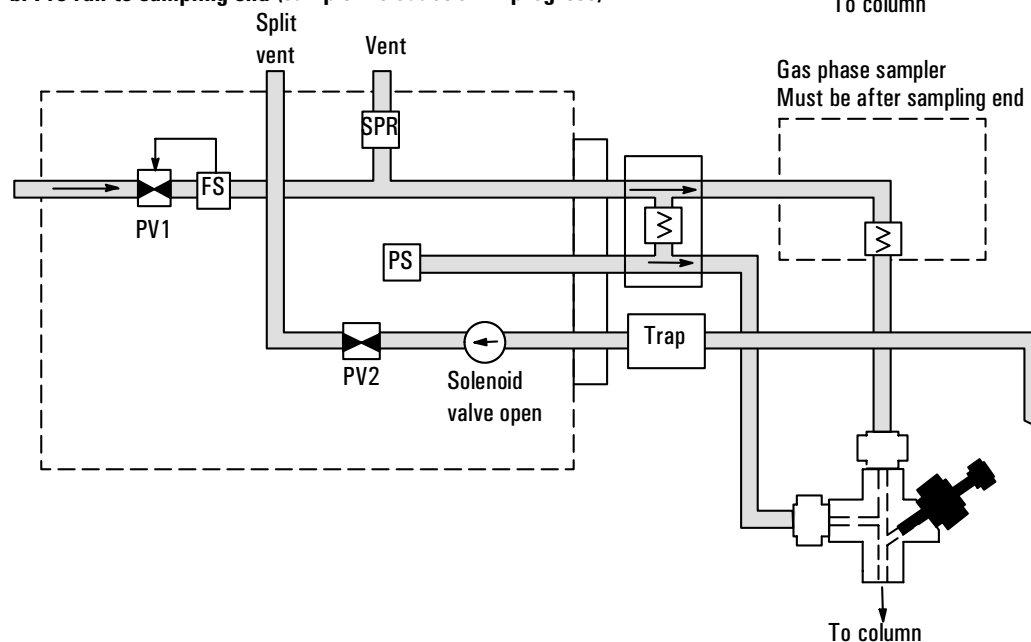 To column
Split
vent
Vent
Gas phase sampler
Must be after sampling end
SPR
FS
PV1
PS
Trap
PV2
Solenoid
valve open
To column